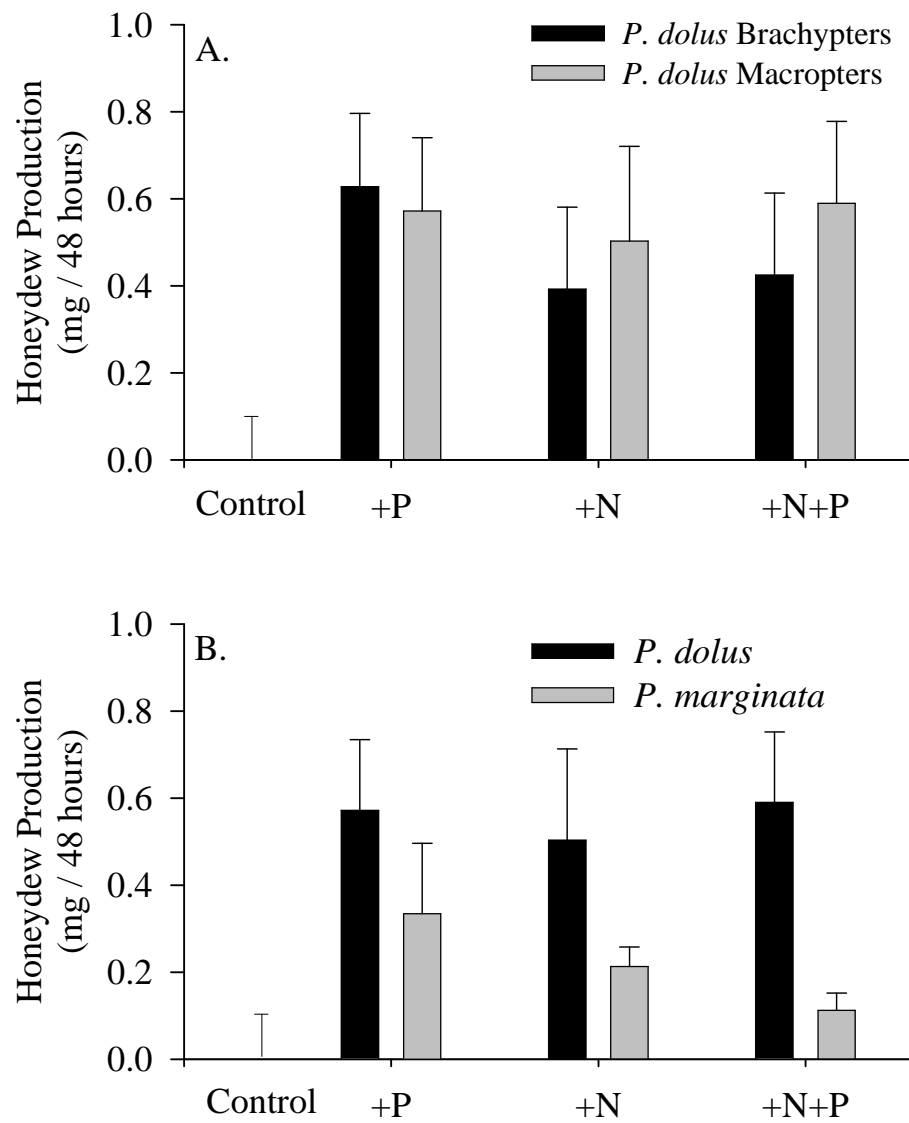 A.
P. dolus Brachypters
P. dolus Macropters
Honeydew Production
(mg / 48 hours)
1.0
0.8
0.6
0.4
0.2
0.0
Control +P +N +N+P
B.
P. dolus
P. marginata
Honeydew Production
(mg / 48 hours)
1.0
0.8
0.6
0.4
0.2
0.0
Control +P +N +N+P